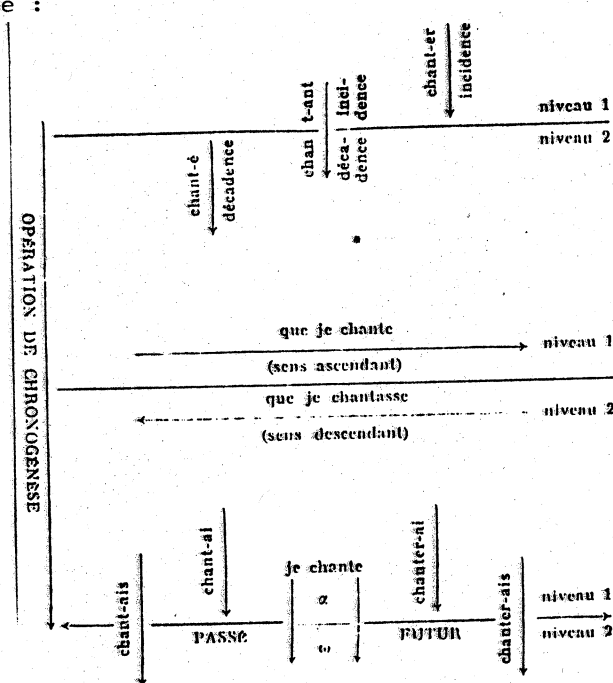 e :
chant-er
incidence
chan t-ant
déca- inci-
dence dence
niveau 1
niveau 2
chant-é
décadence
OPÉRATION DE CHRONOGENÈSE
que je chante
niveau 1
(sens ascendant)
que je chantasse
niveau 2
(sens descendant)
chant-ais
chant-ai
je chante
chanter-ai
chanter-ais
α
niveau 1
PASSÉ
FUTUR
ω
niveau 2